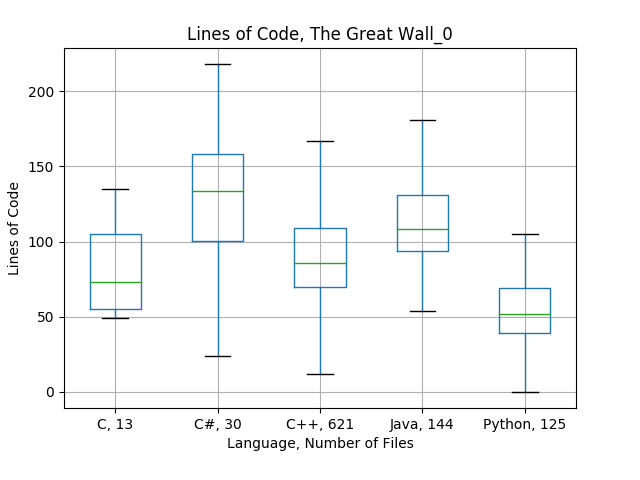 Lines of Code, The Great Wall_0
Lines of Code
200
150
100
50
0
C, 13
C#, 30
C++, 621
Java, 144
Python, 125
Language, Number of Files